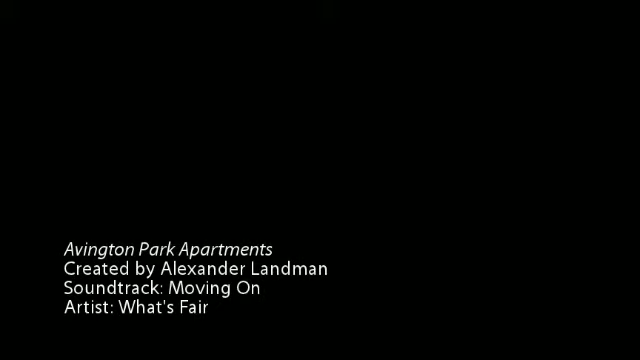 Avington Park Apartments
Created by Alexander Landman
Soundtrack: Moving On
Artist: What's Fair